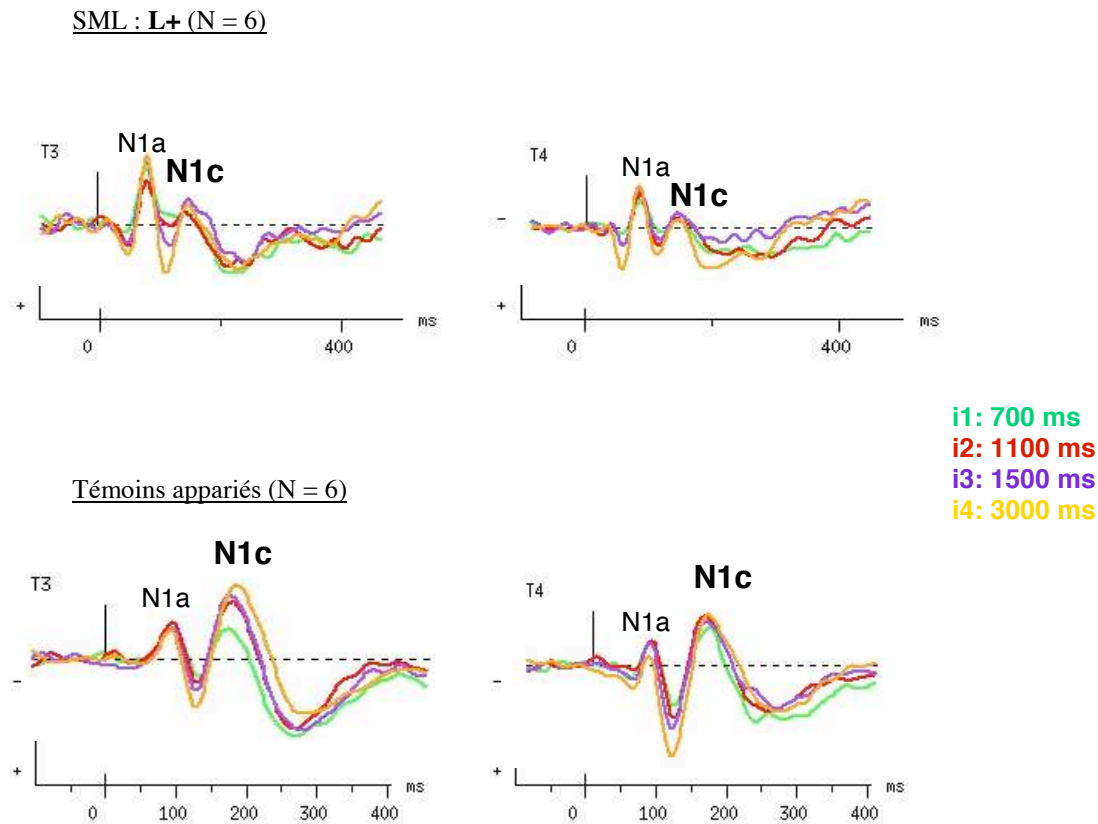 SML : L+ (N = 6)
T3
N1a
N1c
+
0
400
ms
T4
N1a
N1c
-
+
0
400
ms
i1: 700 ms
i2: 1100 ms
i3: 1500 ms
i4: 3000 ms
Témoins appariés (N = 6)
T3
N1a
N1c
-
+
0 100 200 300 400
ms
T4
N1a
N1c
-
+
0 100 200 300 400
ms